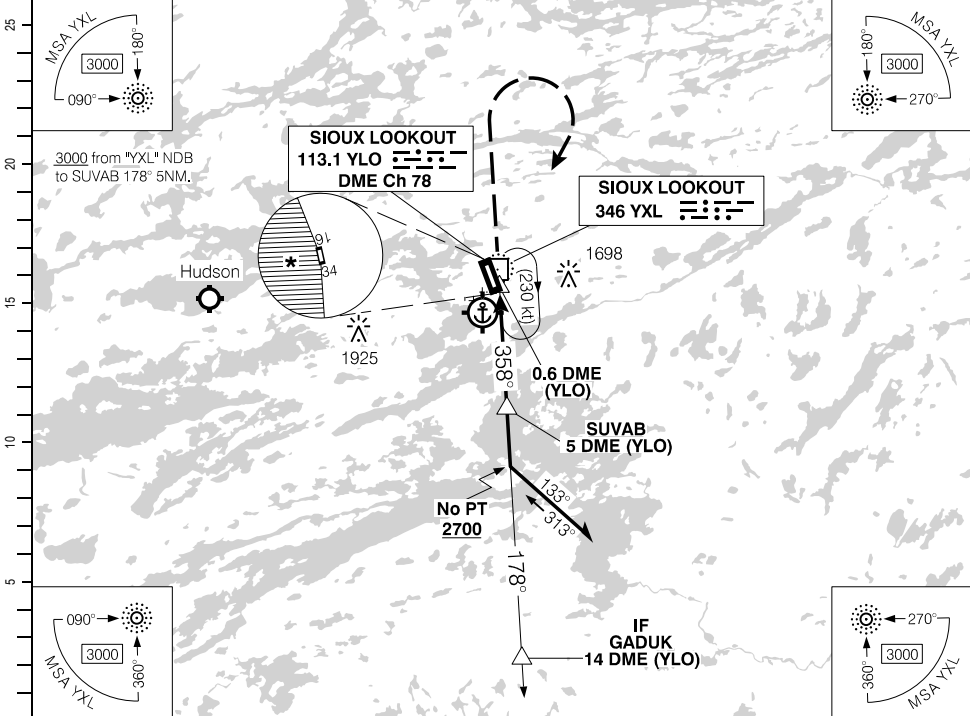 25
20
15
10
5
MSA YXL
180°
3000
090°
MSA YXL
180°
3000
270°
3000 from "YXL" NDB
to SUVAB 178° 5NM.
SIOUX LOOKOUT
113.1 YLO
DME Ch 78
SIOUX LOOKOUT
346 YXL
16
34
*
Hudson
1698
(230 kt)
1925
358°
0.6 DME
(YLO)
SUVAB
5 DME (YLO)
No PT
2700
133°
313°
178°
IF
GADUK
14 DME (YLO)
090°
3000
360°
MSA YXL
270°
3000
360°
MSA YXL